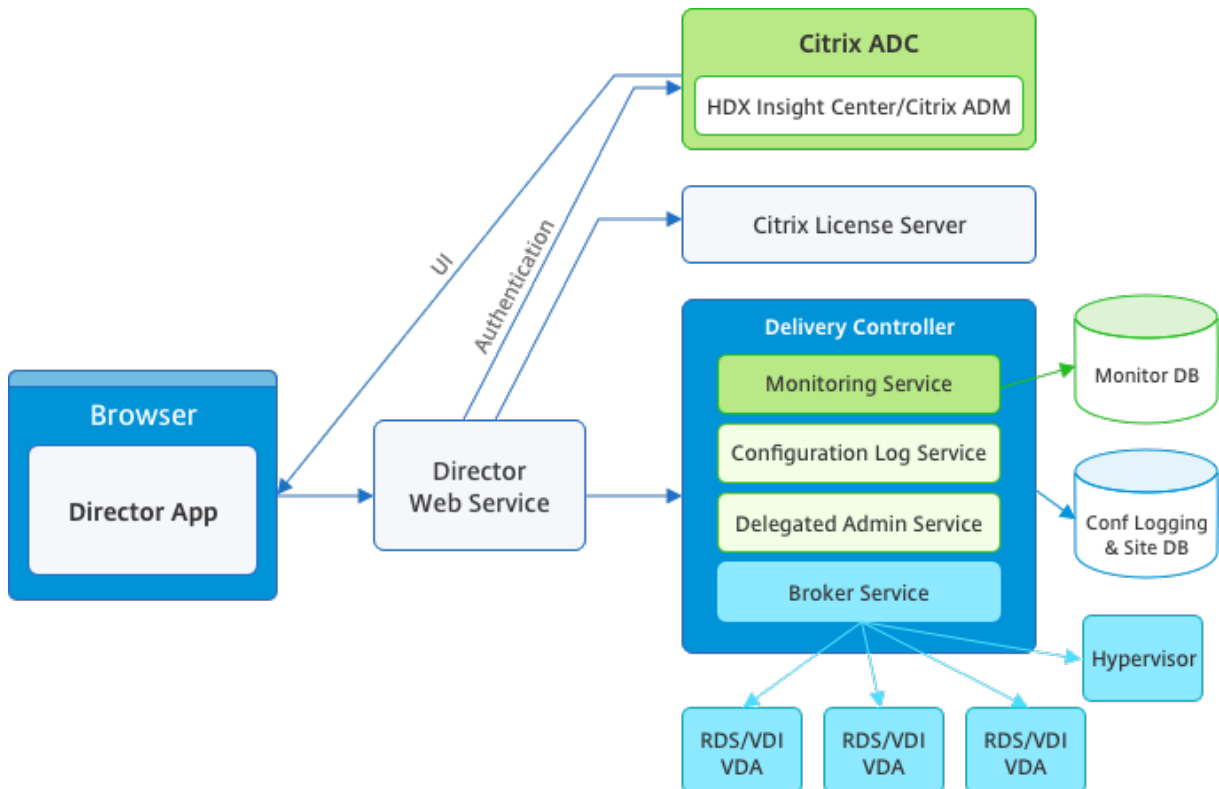 Citrix ADC
HDX Insight Center/Citrix ADM
UI
Authentication
Citrix License Server
Browser
Director App
Director
Web Service
Delivery Controller
Monitoring Service
Configuration Log Service
Delegated Admin Service
Broker Service
Monitor DB
Conf Logging
& Site DB
Hypervisor
RDS/VDI
VDA
RDS/VDI
VDA
RDS/VDI
VDA